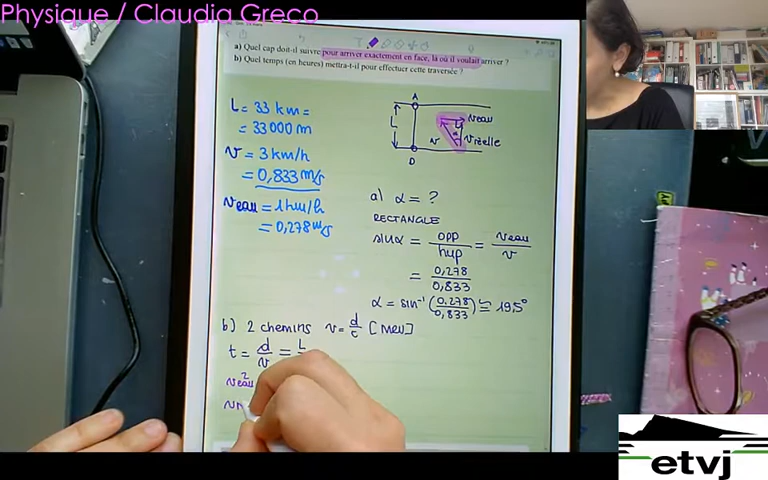 Physique / Claudia Greco
a) Quel cap doit-il suivre pour arriver exactement en face, là où il voulait arriver ?
b) Quel temps (en heures) mettra-t-il pour effectuer cette traversée ?
L = 33 km =
= 33000 m
v = 3 km/h
= 0,833 m/s
veau = 1 km/h
= 0,278 m/s
A
L
veau
α
v
vréelle
D
a) α = ?
RECTANGLE
sin α = opp / hyp = veau / v
= 0,278 / 0,833
α = sin⁻¹ (0,278 / 0,833) ≅ 19,5°
b) 2 chemins v = d / t [MRU]
t = d / v = L
veau²
etvj